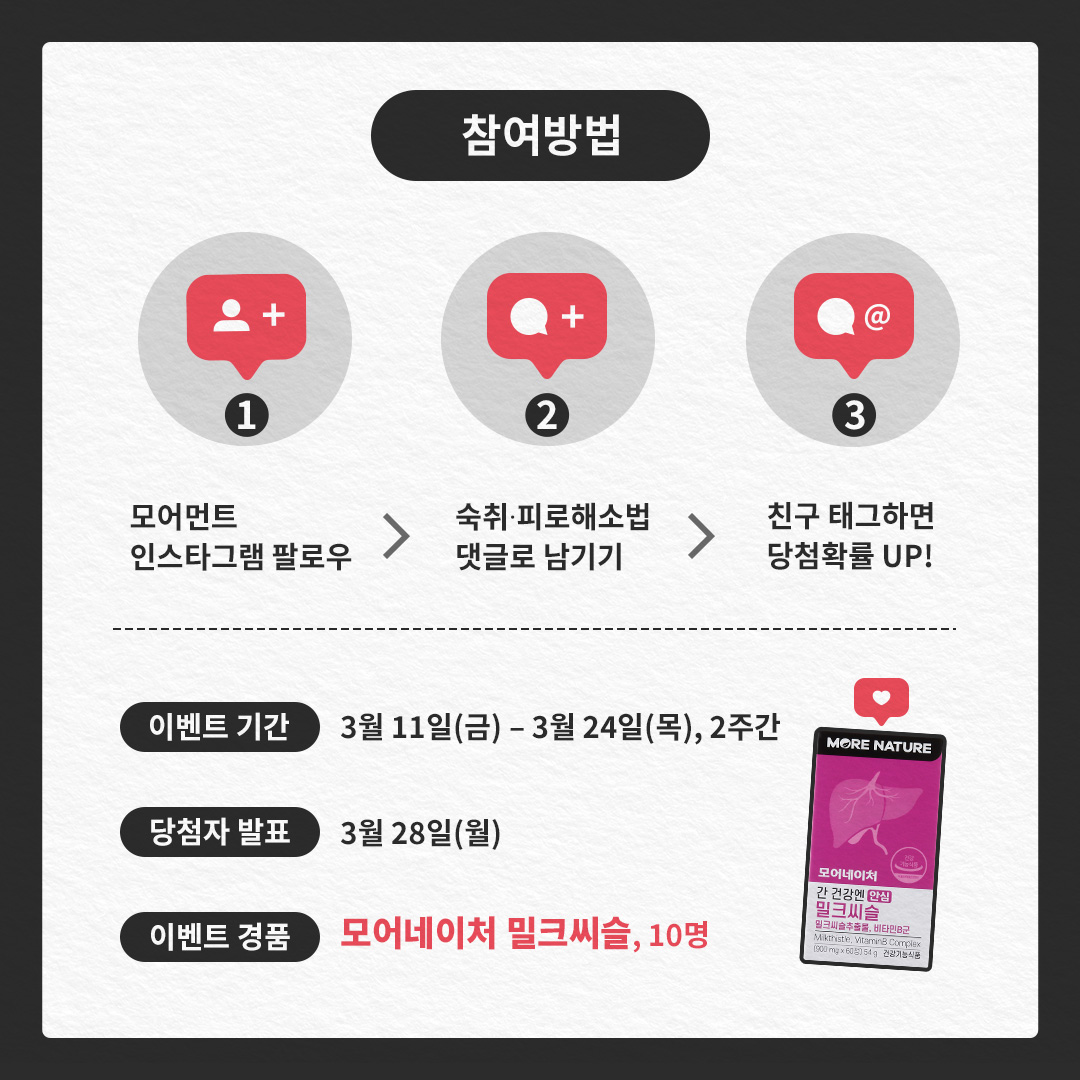 참여방법
+
+
@
1
2
3
모어먼트
인스타그램 팔로우
숙취·피로해소법
댓글로 남기기
친구 태그하면
당첨확률 UP!
이벤트 기간
3월 11일(금) – 3월 24일(목), 2주간
당첨자 발표
3월 28일(월)
이벤트 경품
모어네이처 밀크씨슬, 10명
MORE NATURE
건강
기능식품
모어네이처
간 건강엔 안심
밀크씨슬
밀크씨슬추출물, 비타민B군
Milkthistle, VitaminB Complex
(900 mg x 60정) 54 g 건강기능식품